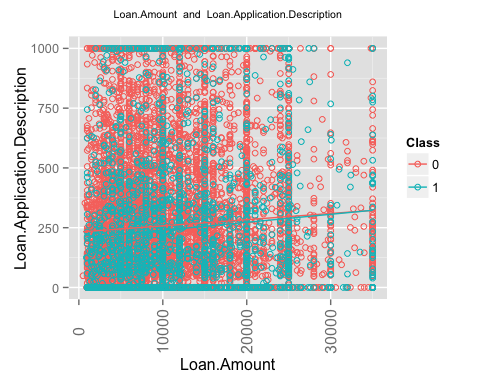 Loan.Amount and Loan.Application.Description
1000
750
500
250
0
Loan.Application.Description
0
10000
20000
30000
Loan.Amount
Class
0
1